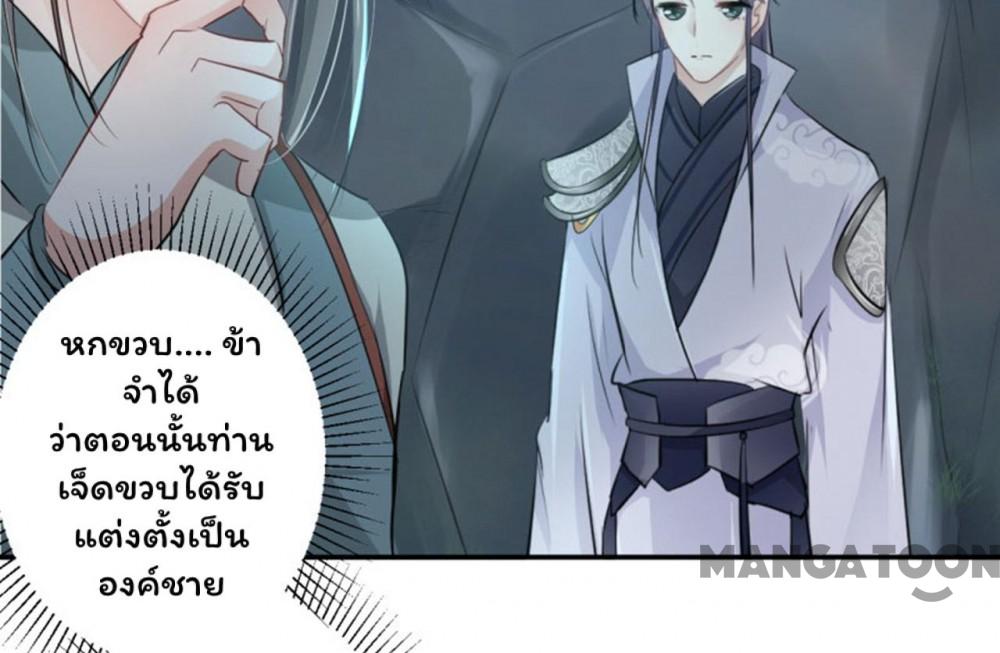 หกขวบ.... ข้า
จำได้
ว่าตอนนั้นท่าน
เจ็ดขวบได้รับ
แต่งตั้งเป็น
องค์ชาย
MANGATOON